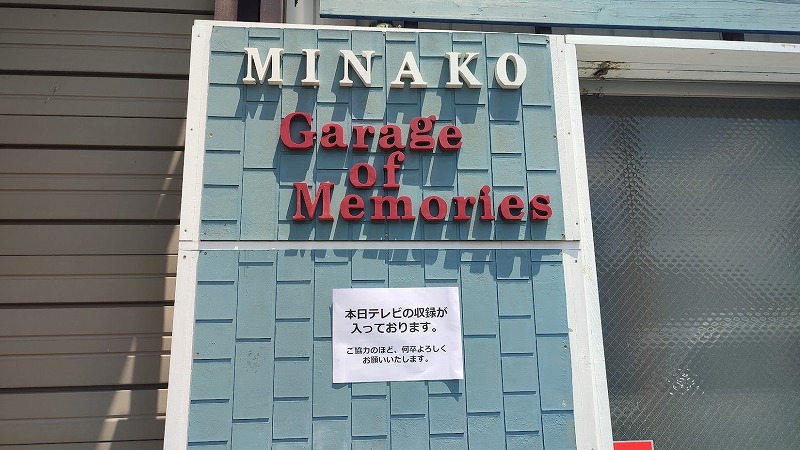 MINAKO
Garage
of
Memories
本日テレビの収録が
入っております。
ご協力のほど、何卒よろしく
お願いいたします。